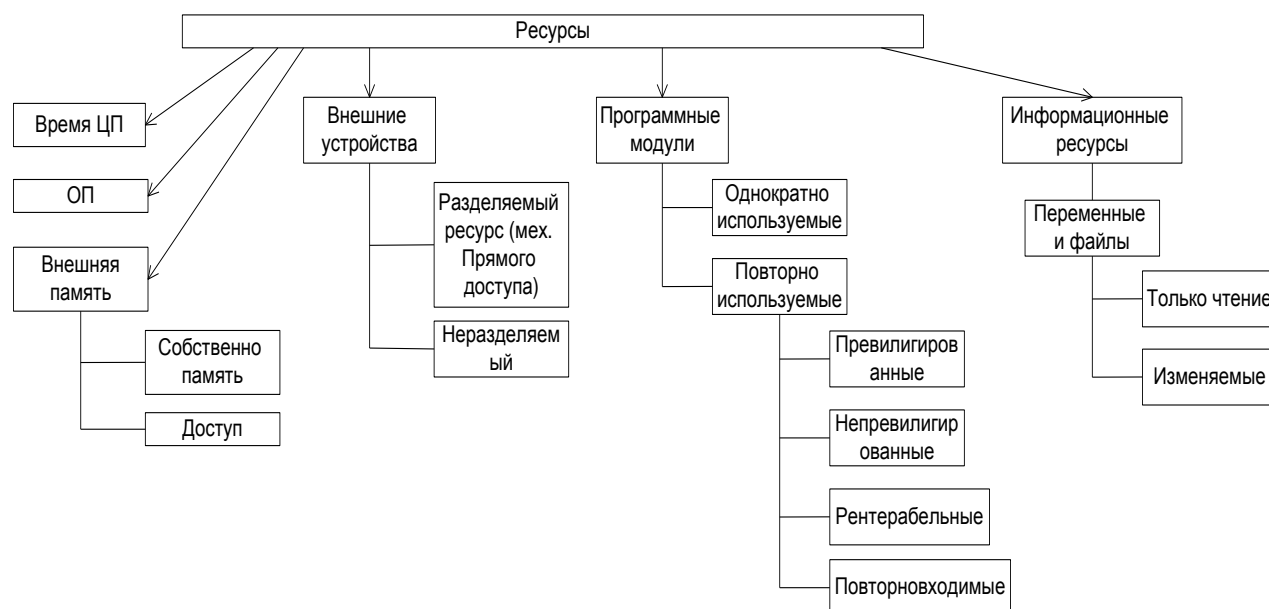 Ресурсы
Время ЦП
ОП
Внешняя
память
Собственно
память
Доступ
Внешние
устройства
Разделяемый
ресурс (мех.
Прямого
доступа)
Неразделяем
ый
Программные
модули
Однократно
используемые
Повторно
используемые
Превилигиров
анные
Непревилигир
ованные
Рентерабельные
Повторновходимые
Информационные
ресурсы
Переменные
и файлы
Только чтение
Изменяемые